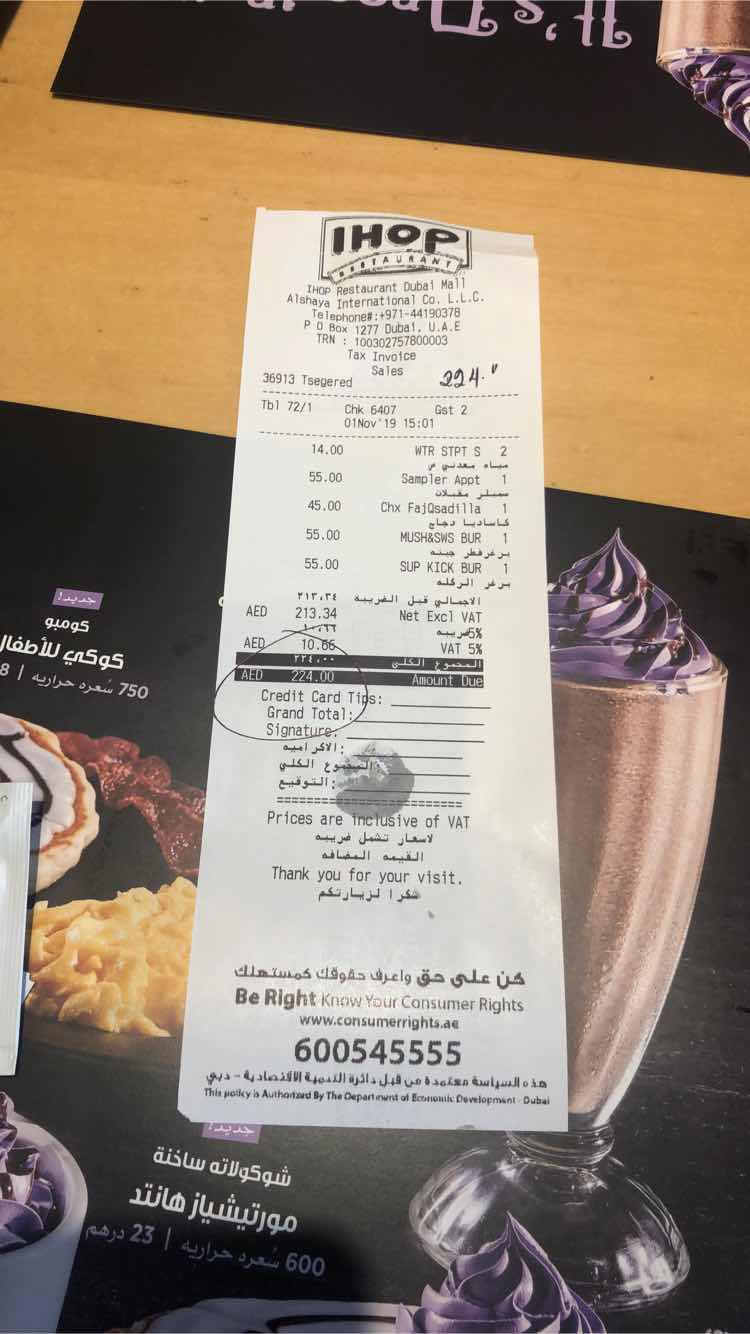 IHOP
RESTAURANT
IHOP Restaurant Dubai Mall
Alshaya International Co. L.L.C.
Telephone#:+971-44190378
P O Box 1277 Dubai, U.A.E
TRN : 100302757800003
Tax Invoice
Sales
224.
36913 Tsegered
Tbl 72/1 Chk 6407 Gst 2
01Nov'19 15:01
14.00 WTR STPT S 2
مياه معدني ص
55.00 Sampler Appt 1
سمبلر مقبلات
45.00 Chx FajQsadilla 1
كاساديا دجاج
55.00 MUSH&SWS BUR 1
برغرفطر جبنه
55.00 SUP KICK BUR 1
برغر الركله
٢١٣،٣٤ الاجمالي قبل الضريبه
AED 213.34 Net Excl VAT
١٠،٦٦ ضريبه5%
AED 10.66 VAT 5%
٢٢٤،٠٠ المجموع الكلي
AED 224.00 Amount Due
Credit Card Tips:
Grand Total:
Signature:
الاكراميه:
المجموع الكلي:
التوقيع:
Prices are inclusive of VAT
لاسعار تشمل ضريبه
القيمه المضافه
Thank you for your visit.
شكرا لزيارتكم
كن على حق واعرف حقوقك كمستهلك
Be Right Know Your Consumer Rights
www.consumerrights.ae
600545555
هذه السياسة معتمدة من قبل دائرة التنمية الاقتصادية - دبي
This policy is Authorized By The Department of Economic Development - Dubai
جديد!
كومبو
كوكي للأطفال
750 سُعره حراريه |
جديد!
شوكولاته ساخنة
مورتيشياز هانتد
600 سُعره حراريه | 23 درهم